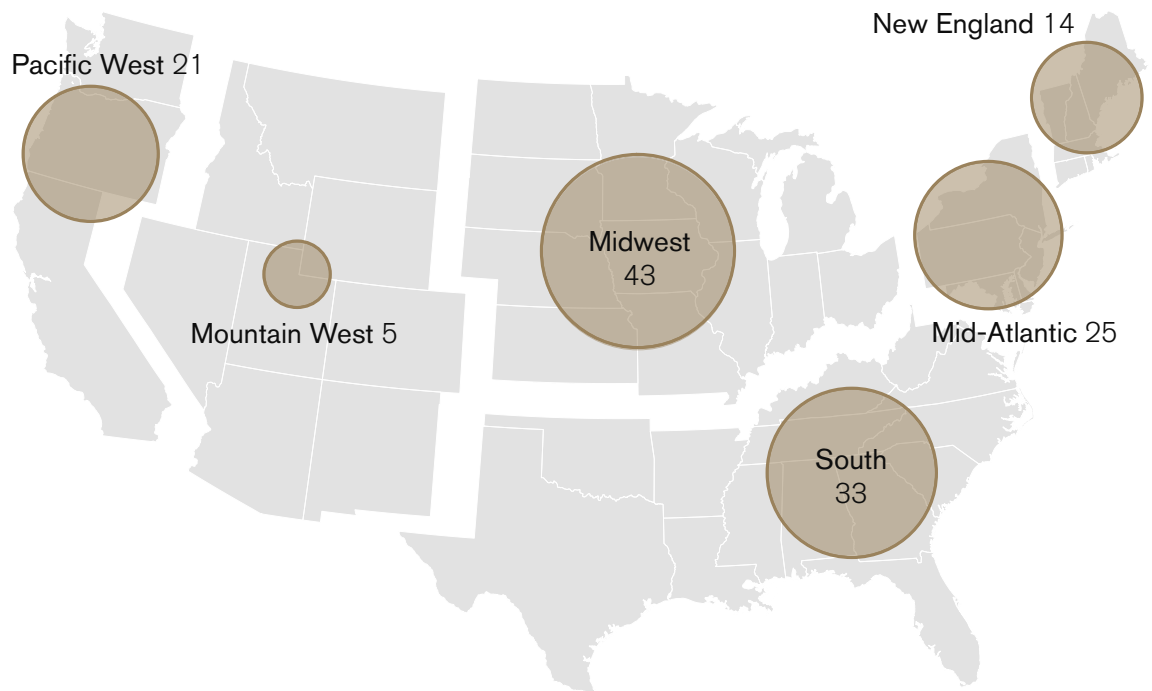 New England 14
Pacific West 21
Midwest
43
Mountain West 5
Mid-Atlantic 25
South
33